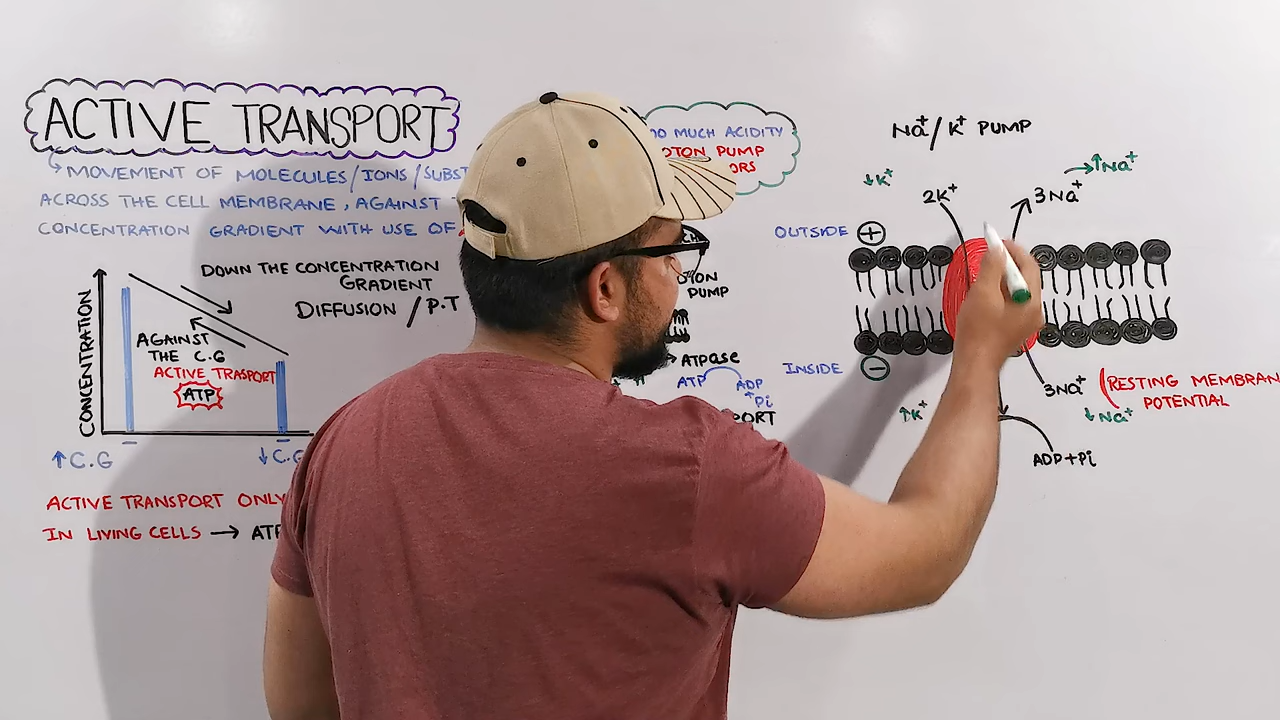 ACTIVE TRANSPORT
MOVEMENT OF MOLECULES/IONS/SUBST
ACROSS THE CELL MEMBRANE, AGAINST
CONCENTRATION GRADIENT WITH USE OF
CONCENTRATION
DOWN THE CONCENTRATION
GRADIENT
DIFFUSION / P.T
AGAINST
THE C.G
ACTIVE TRASPORT
ATP
↑C.G
↓C.G
ACTIVE TRANSPORT ONLY
IN LIVING CELLS → ATP
MUCH ACIDITY
PUMP
PUMP
ATPase
ATP
ADP
Pi
Na⁺/K⁺ PUMP
↓K⁺
→↑Na⁺
2K⁺
3Na⁺
OUTSIDE +
INSIDE −
3Na⁺
↑K⁺
↓Na⁺
RESTING MEMBRAN
POTENTIAL
ADP+Pi